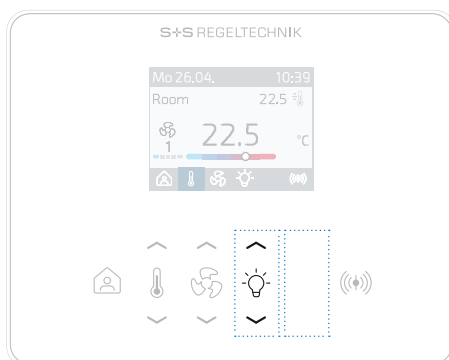 S+S REGELTECHNIK
Mo 26.04. 10:39
Room 22.5
22.5 °C
1